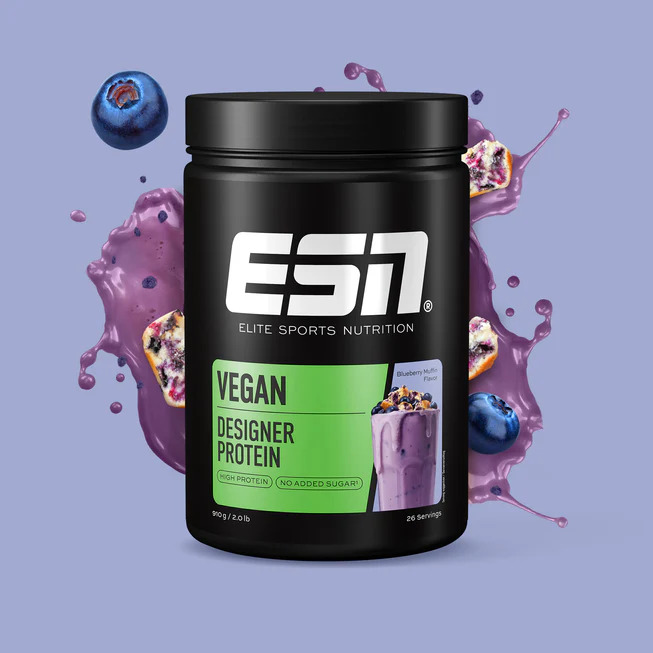 ESN®
ELITE SPORTS NUTRITION
Blueberry Muffin
Flavor
VEGAN
DESIGNER
PROTEIN
HIGH PROTEIN
NO ADDED SUGAR¹
910 g / 2.0 lb
26 Servings